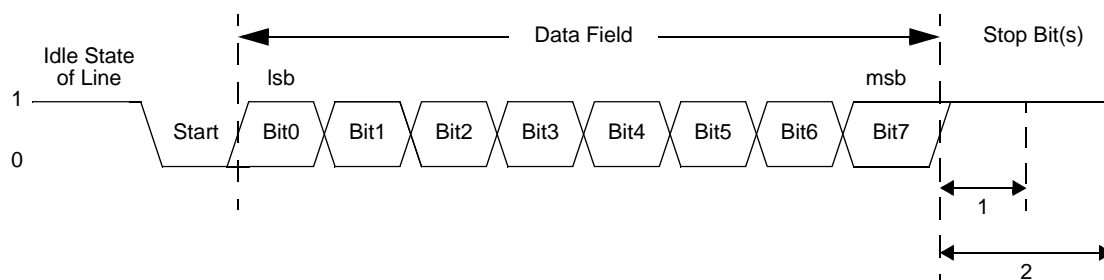 Data Field
Stop Bit(s)
Idle State
of Line
lsb
msb
1
Start
Bit0
Bit1
Bit2
Bit3
Bit4
Bit5
Bit6
Bit7
0
1
2